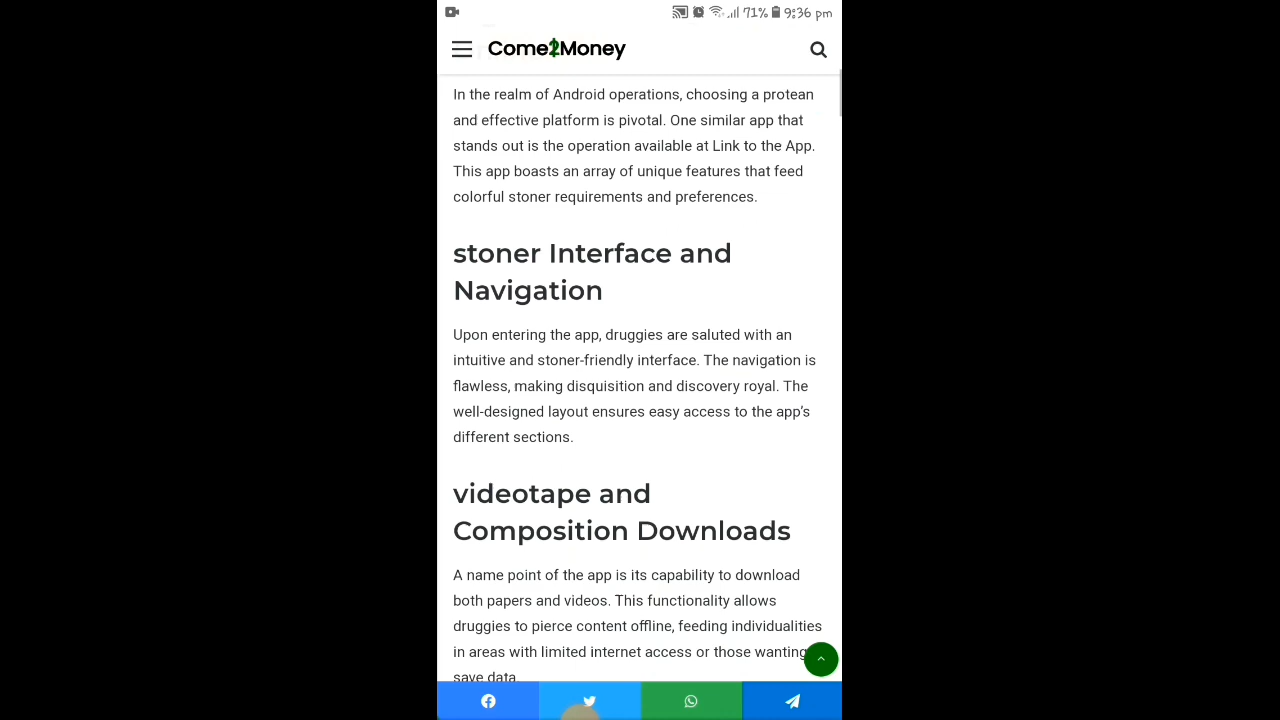 71% 9:36 pm
Come2Money
In the realm of Android operations, choosing a protean
and effective platform is pivotal. One similar app that
stands out is the operation available at Link to the App.
This app boasts an array of unique features that feed
colorful stoner requirements and preferences.
stoner Interface and
Navigation
Upon entering the app, druggies are saluted with an
intuitive and stoner-friendly interface. The navigation is
flawless, making disquisition and discovery royal. The
well-designed layout ensures easy access to the app’s
different sections.
videotape and
Composition Downloads
A name point of the app is its capability to download
both papers and videos. This functionality allows
druggies to pierce content offline, feeding individualities
in areas with limited internet access or those wanting
save data.